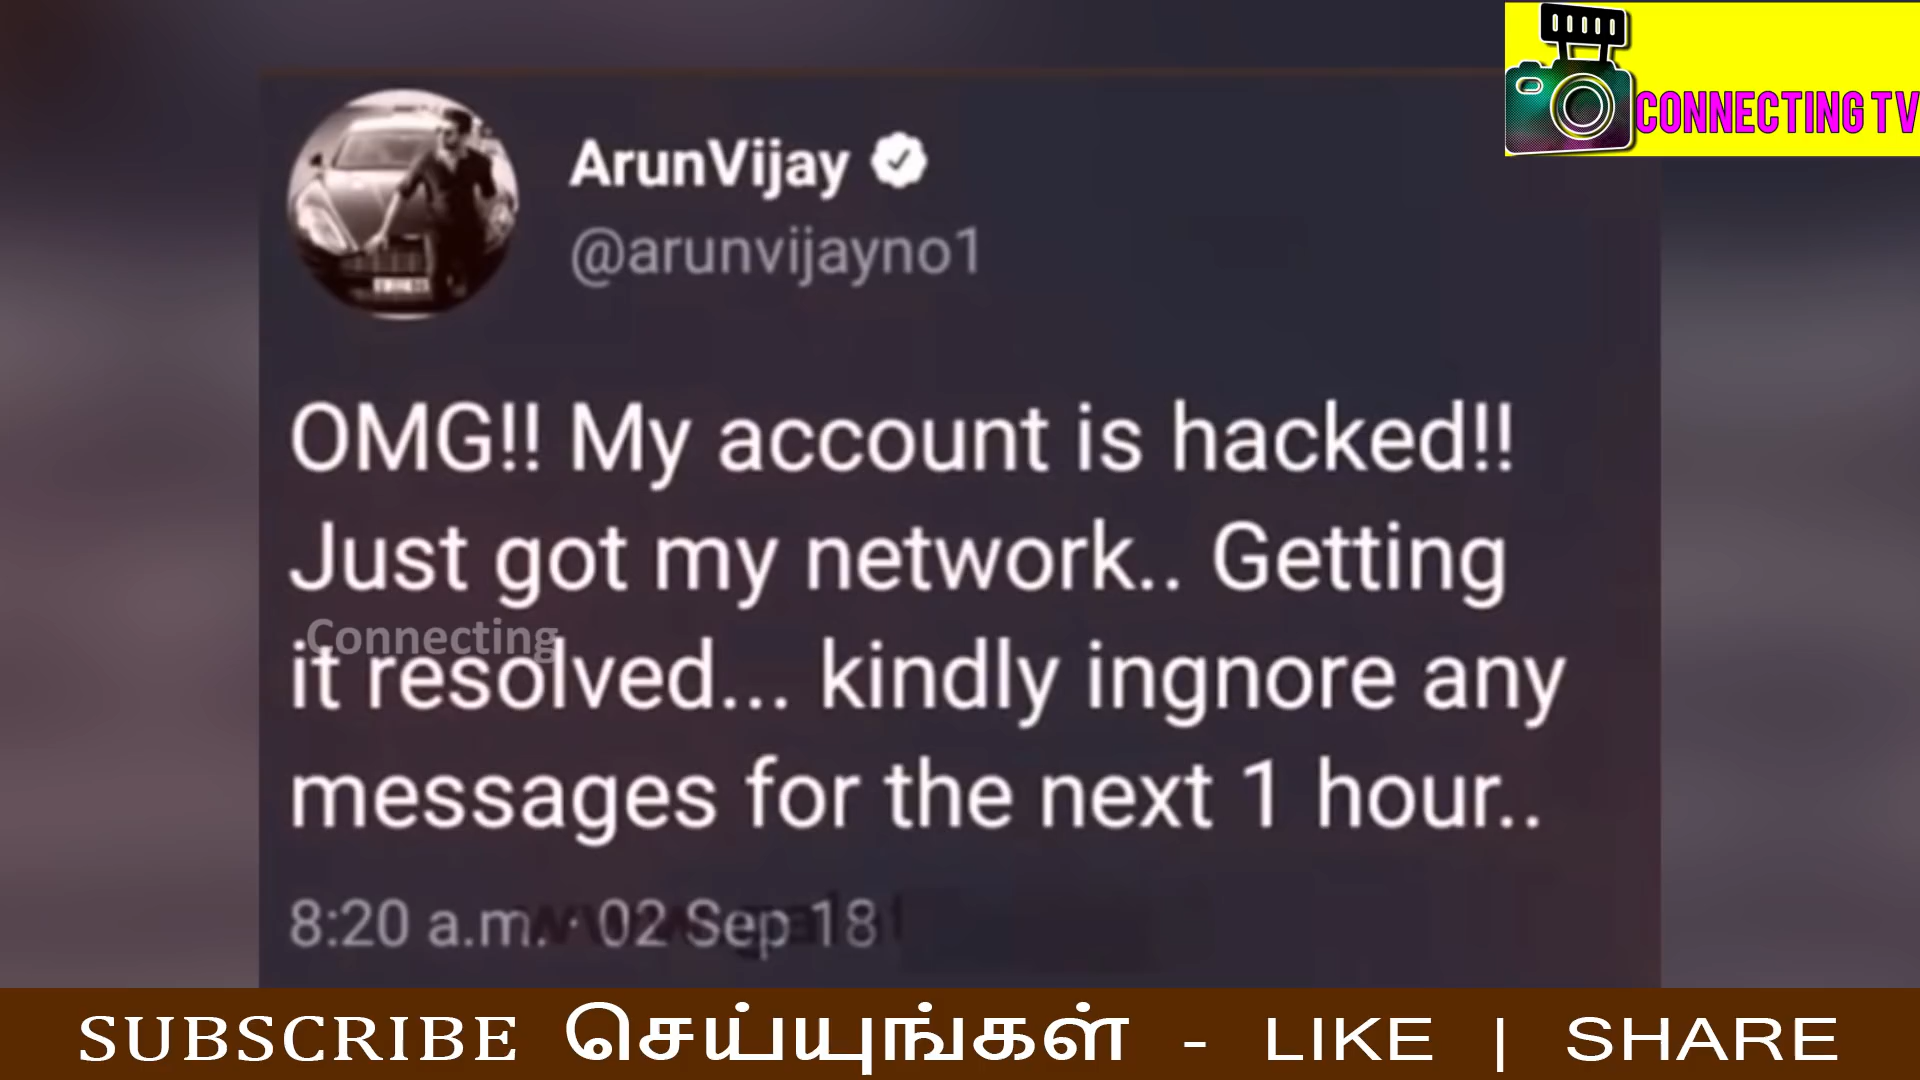 CONNECTING TV
ArunVijay
@arunvijayno1
OMG!! My account is hacked!!
Just got my network.. Getting
Connecting
it resolved... kindly ingnore any
messages for the next 1 hour..
8:20 a.m. · 02 Sep 18
SUBSCRIBE செய்யுங்கள் - LIKE | SHARE